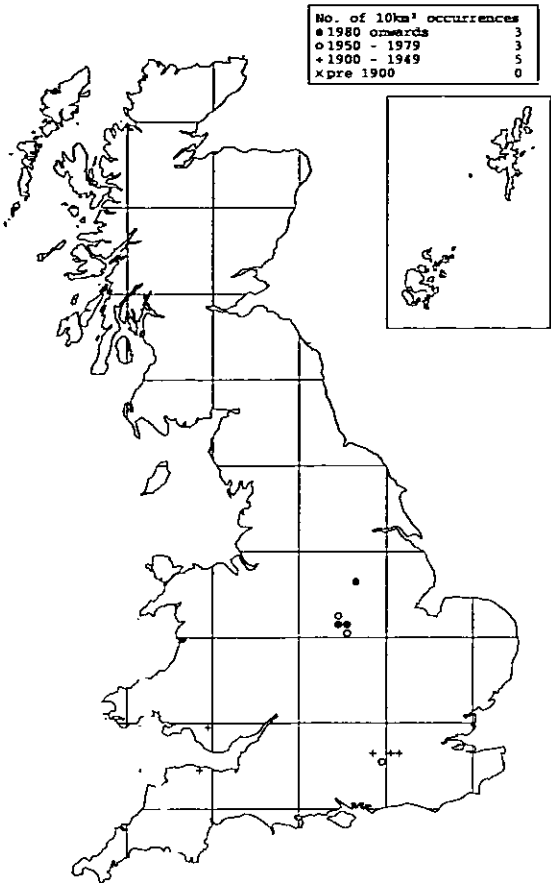 No. of 10km² occurrences
● 1980 onwards 3
○ 1950 - 1979 3
+ 1900 - 1949 5
x pre 1900 0